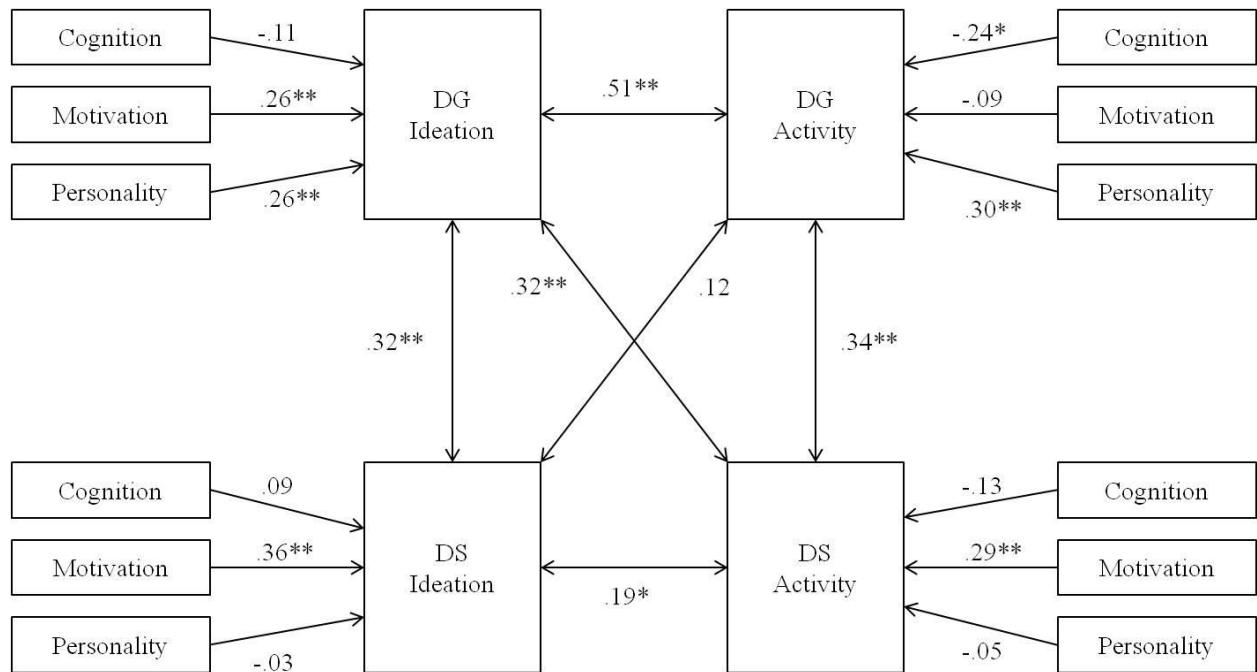 Cognition
-.11
Motivation
.26**
Personality
.26**
DG
Ideation
.51**
DG
Activity
-.24*
Cognition
-.09
Motivation
.30**
Personality
.32**
.32**
.12
.34**
Cognition
.09
Motivation
.36**
Personality
-.03
DS
Ideation
.19*
DS
Activity
-.13
Cognition
.29**
Motivation
-.05
Personality